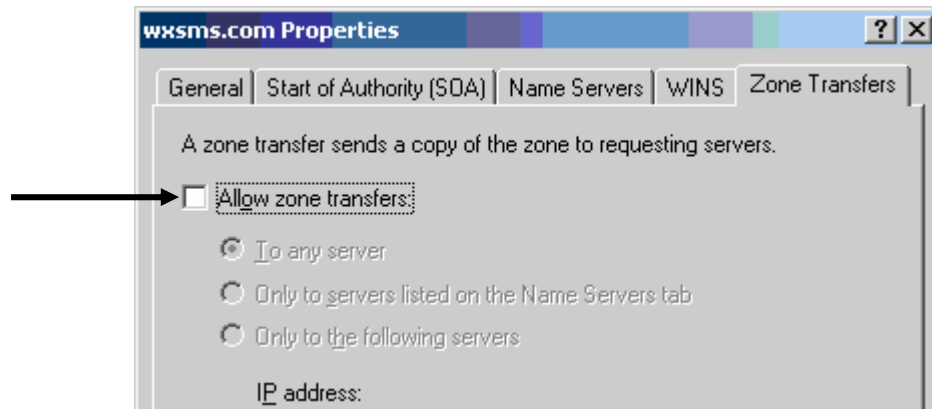 wxsms.com Properties
? X
General Start of Authority (SOA) Name Servers WINS Zone Transfers
A zone transfer sends a copy of the zone to requesting servers.
Allow zone transfers:
To any server
Only to servers listed on the Name Servers tab
Only to the following servers
IP address: